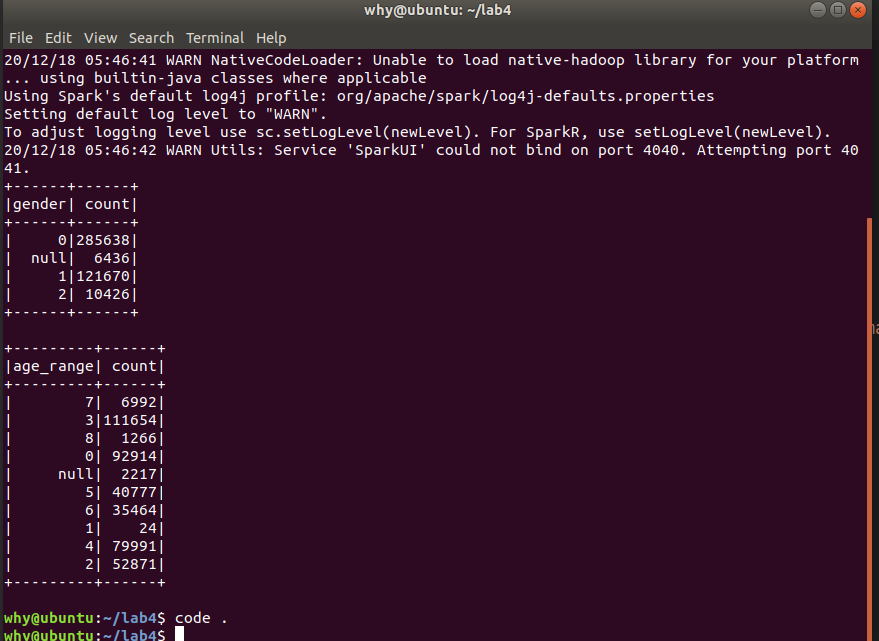 why@ubuntu: ~/lab4
File Edit View Search Terminal Help
20/12/18 05:46:41 WARN NativeCodeLoader: Unable to load native-hadoop library for your platform
... using builtin-java classes where applicable
Using Spark's default log4j profile: org/apache/spark/log4j-defaults.properties
Setting default log level to "WARN".
To adjust logging level use sc.setLogLevel(newLevel). For SparkR, use setLogLevel(newLevel).
20/12/18 05:46:42 WARN Utils: Service 'SparkUI' could not bind on port 4040. Attempting port 40
41.
+------+------+
|gender| count|
+------+------+
|     0|285638|
|  null|  6436|
|     1|121670|
|     2| 10426|
+------+------+
+---------+------+
|age_range| count|
+---------+------+
|        7|  6992|
|        3|111654|
|        8|  1266|
|        0| 92914|
|     null|  2217|
|        5| 40777|
|        6| 35464|
|        1|    24|
|        4| 79991|
|        2| 52871|
+---------+------+
why@ubuntu:~/lab4$ code .
why@ubuntu:~/lab4$